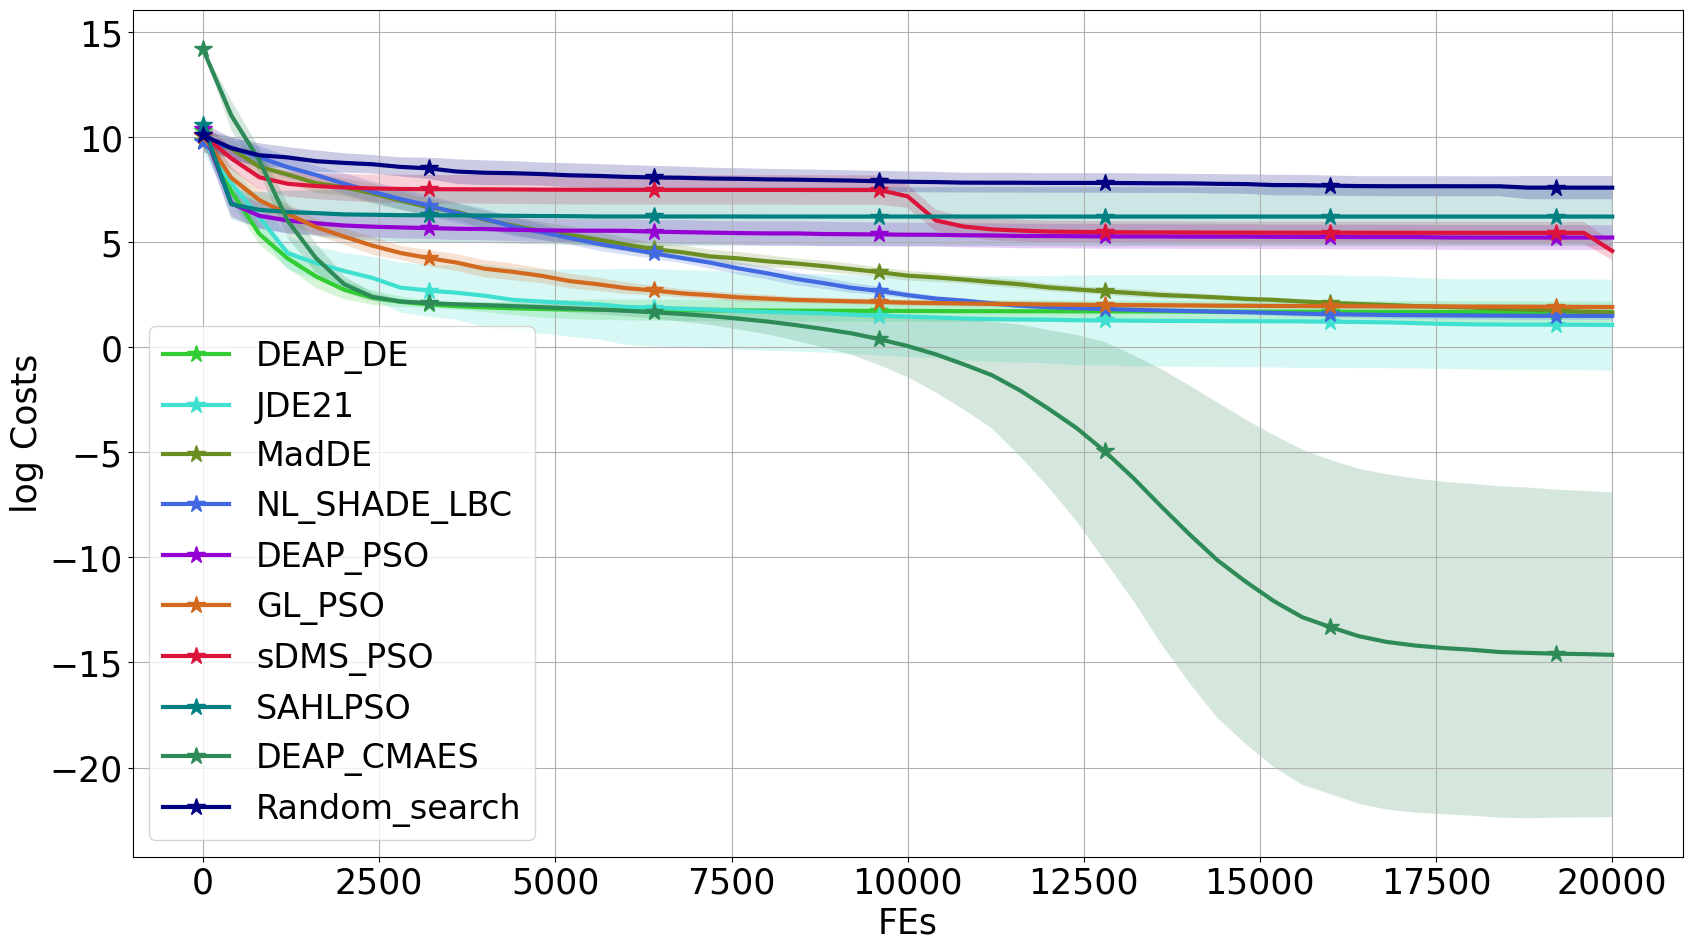 log Costs
15
10
5
0
−5
−10
−15
−20
DEAP_DE
JDE21
MadDE
NL_SHADE_LBC
DEAP_PSO
GL_PSO
sDMS_PSO
SAHLPSO
DEAP_CMAES
Random_search
0 2500 5000 7500 10000 12500 15000 17500 20000
FEs